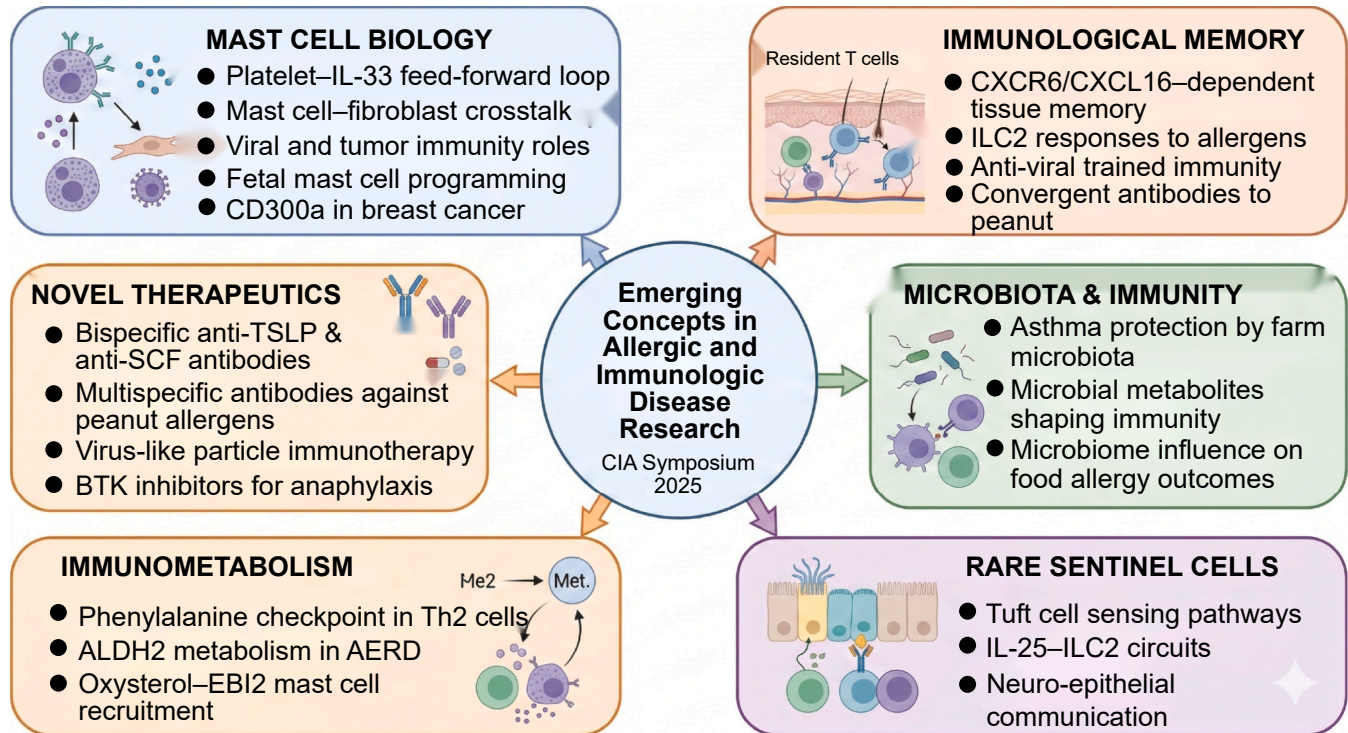 MAST CELL BIOLOGY
● Platelet–IL-33 feed-forward loop
● Mast cell–fibroblast crosstalk
● Viral and tumor immunity roles
● Fetal mast cell programming
● CD300a in breast cancer
IMMUNOLOGICAL MEMORY
Resident T cells
● CXCR6/CXCL16–dependent
tissue memory
● ILC2 responses to allergens
● Anti-viral trained immunity
● Convergent antibodies to
peanut
NOVEL THERAPEUTICS
● Bispecific anti-TSLP &
anti-SCF antibodies
● Multispecific antibodies against
peanut allergens
● Virus-like particle immunotherapy
● BTK inhibitors for anaphylaxis
Emerging
Concepts in
Allergic and
Immunologic
Disease
Research
CIA Symposium
2025
MICROBIOTA & IMMUNITY
● Asthma protection by farm
microbiota
● Microbial metabolites
shaping immunity
● Microbiome influence on
food allergy outcomes
IMMUNOMETABOLISM
Me2
Met.
● Phenylalanine checkpoint in Th2 cells
● ALDH2 metabolism in AERD
● Oxysterol–EBI2 mast cell
recruitment
RARE SENTINEL CELLS
● Tuft cell sensing pathways
● IL-25–ILC2 circuits
● Neuro-epithelial
communication